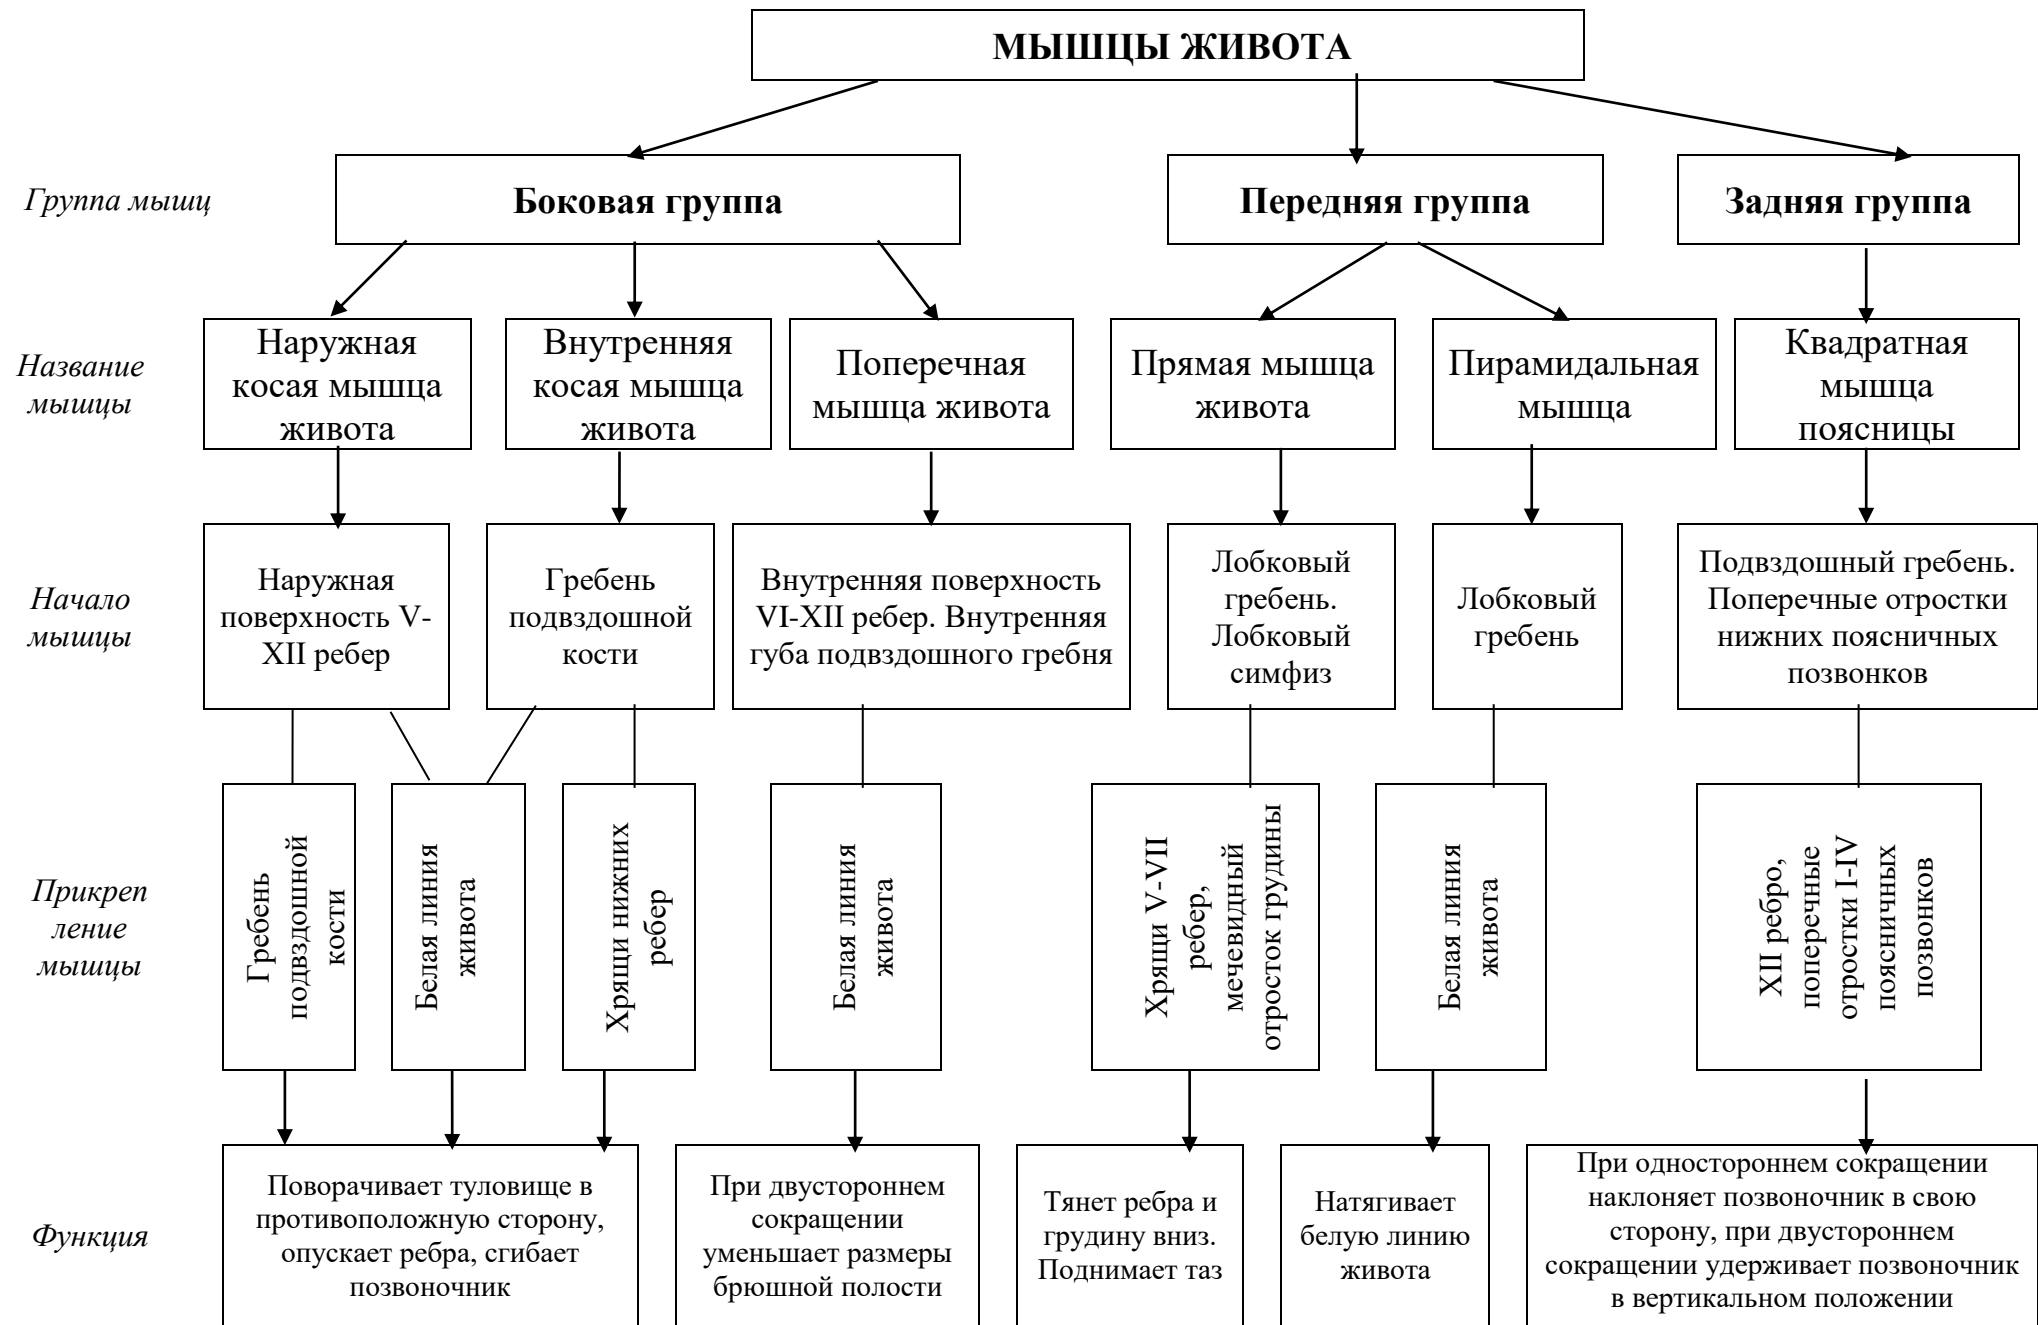 МЫШЦЫ ЖИВОТА
Группа мышц
Боковая группа
Передняя группа
Задняя группа
Название
мышцы
Наружная
косая мышца
живота
Внутренняя
косая мышца
живота
Поперечная
мышца живота
Прямая мышца
живота
Пирамидальная
мышца
Квадратная
мышца
поясницы
Начало
мышцы
Наружная
поверхность V-
XII ребер
Гребень
подвздошной
кости
Внутренняя поверхность
VI-XII ребер. Внутренняя
губа подвздошного гребня
Лобковый
гребень.
Лобковый
симфиз
Лобковый
гребень
Подвздошный гребень.
Поперечные отростки
нижних поясничных
позвонков
Прикреп
ление
мышцы
Гребень
подвздошной
кости
Белая линия
живота
Хрящи нижних
ребер
Белая линия
живота
Хрящи V-VII
ребер,
мечевидный
отросток грудины
Белая линия
живота
XII ребро,
поперечные
отростки I-IV
поясничных
позвонков
Функция
Поворачивает туловище в
противоположную сторону,
опускает ребра, сгибает
позвоночник
При двустороннем
сокращении
уменьшает размеры
брюшной полости
Тянет ребра и
грудину вниз.
Поднимает таз
Натягивает
белую линию
живота
При одностороннем сокращении
наклоняет позвоночник в свою
сторону, при двустороннем
сокращении удерживает позвоночник
в вертикальном положении